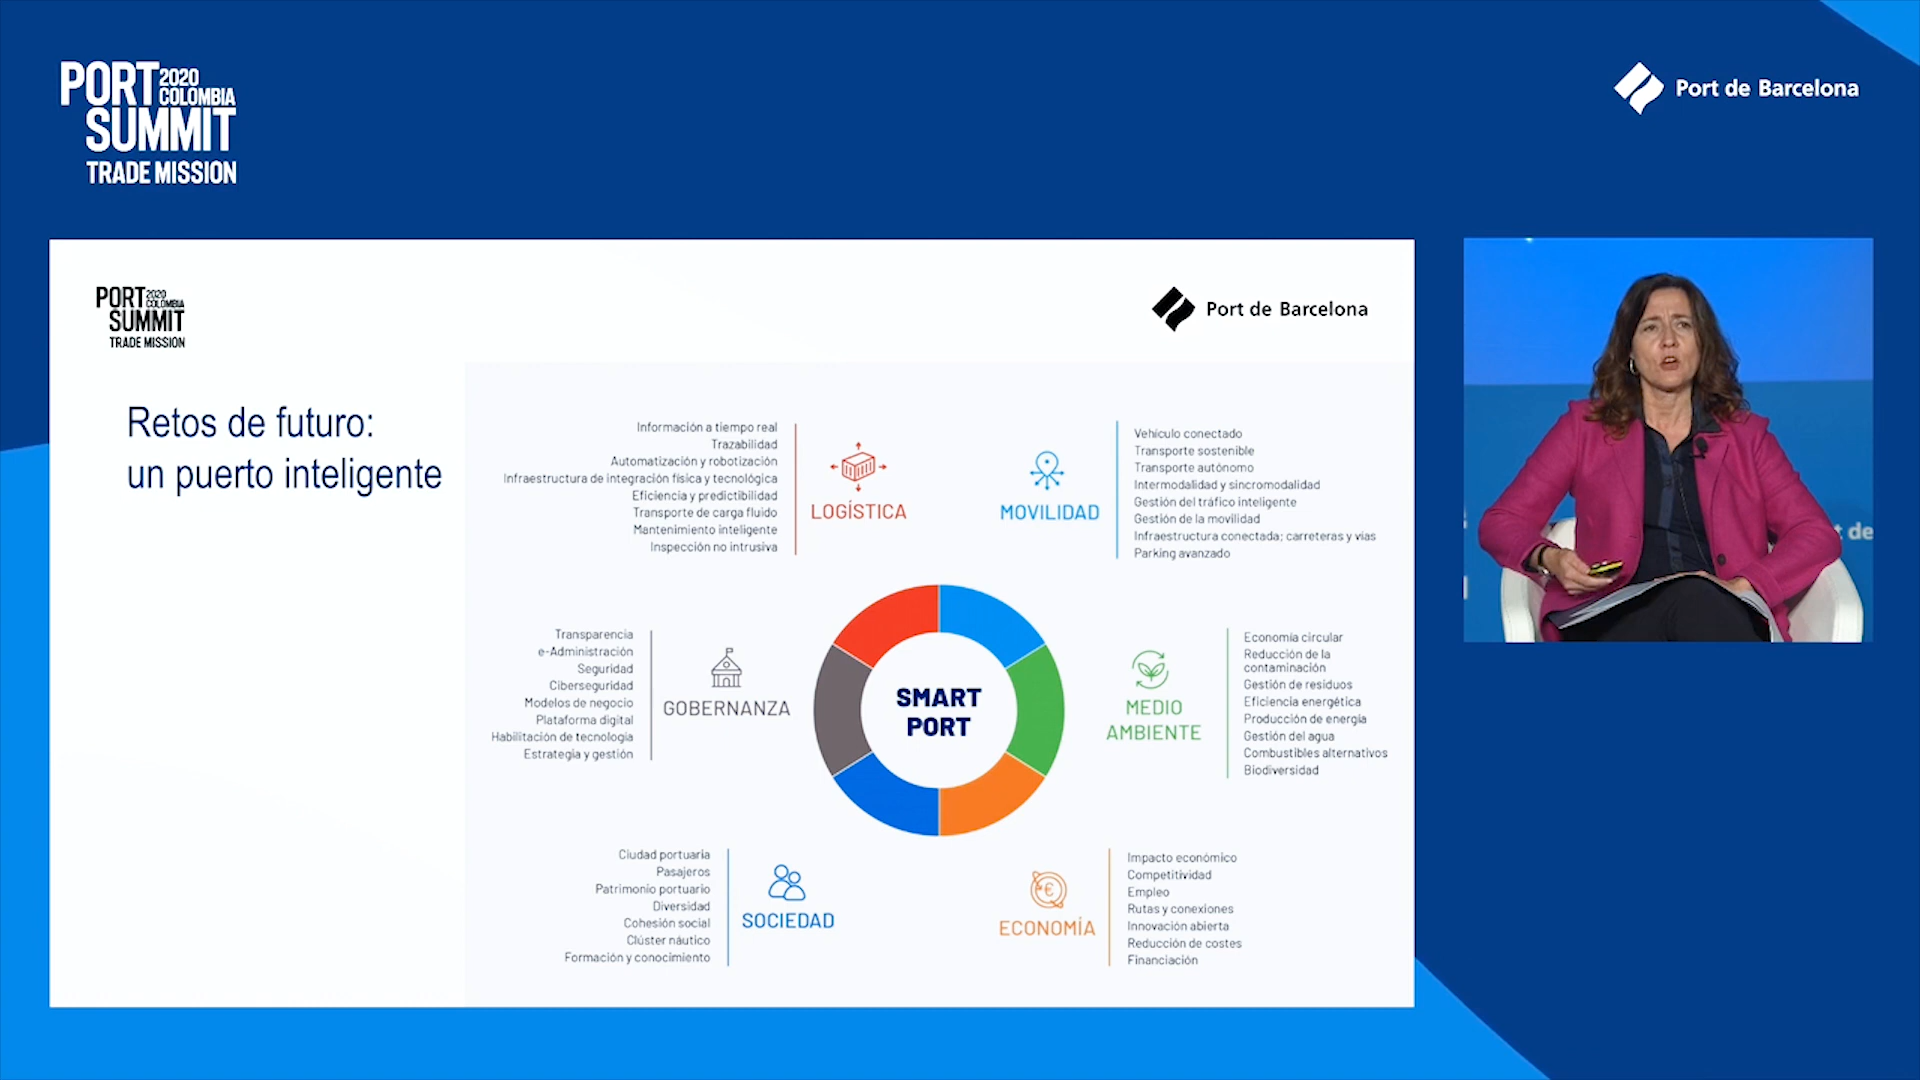 PORT 2020
COLOMBIA
SUMMIT
TRADE MISSION
Port de Barcelona
PORT 2020
COLOMBIA
SUMMIT
TRADE MISSION
Port de Barcelona
Retos de futuro:
un puerto inteligente
Información a tiempo real
Trazabilidad
Automatización y robotización
Infraestructura de integración física y tecnológica
Eficiencia y predictibilidad
Transporte de carga fluido
Mantenimiento inteligente
Inspección no intrusiva
LOGÍSTICA
MOVILIDAD
Vehículo conectado
Transporte sostenible
Transporte autónomo
Intermodalidad y sincromodalidad
Gestión del tráfico inteligente
Gestión de la movilidad
Infraestructura conectada; carreteras y vías
Parking avanzado
Transparencia
e-Administración
Seguridad
Ciberseguridad
Modelos de negocio
Plataforma digital
Habilitación de tecnología
Estrategia y gestión
GOBERNANZA
SMART
PORT
MEDIO
AMBIENTE
Economía circular
Reducción de la
contaminación
Gestión de residuos
Eficiencia energética
Producción de energía
Gestión del agua
Combustibles alternativos
Biodiversidad
Ciudad portuaria
Pasajeros
Patrimonio portuario
Diversidad
Cohesión social
Clúster náutico
Formación y conocimiento
SOCIEDAD
ECONOMÍA
Impacto económico
Competitividad
Empleo
Rutas y conexiones
Innovación abierta
Reducción de costes
Financiación
t de